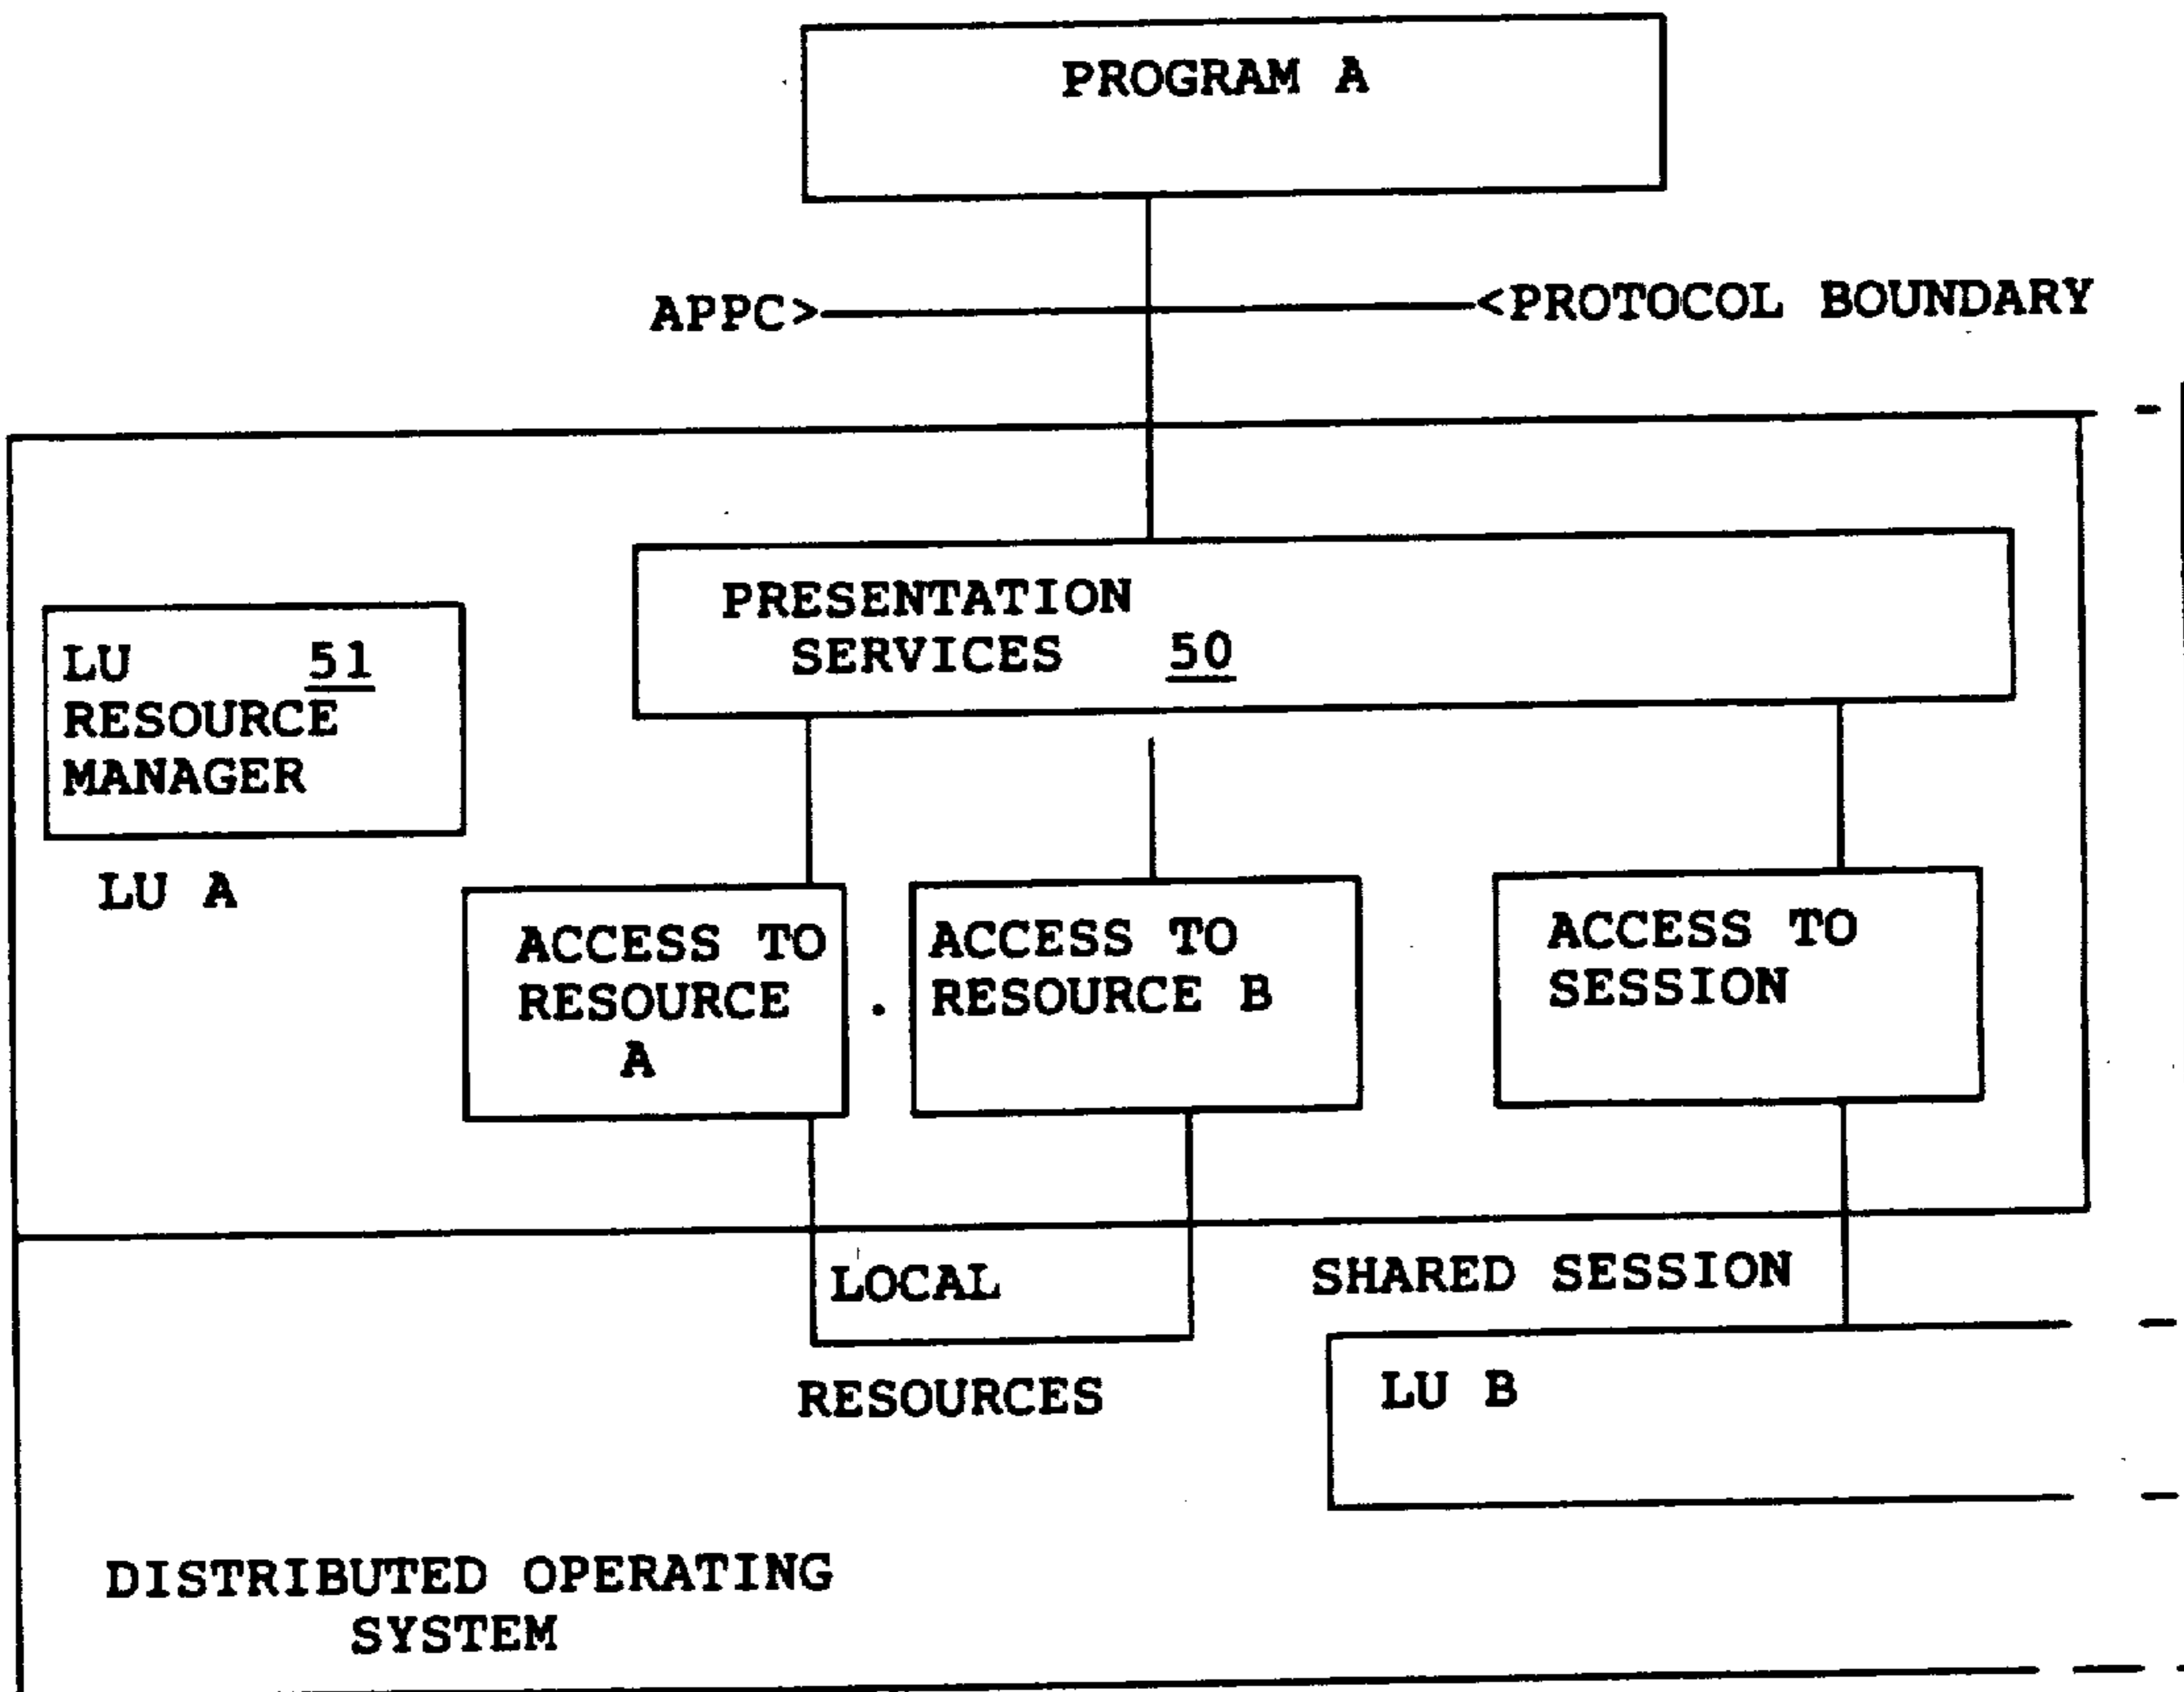 PROGRAM A
APPC> <PROTOCOL BOUNDARY
PRESENTATION
SERVICES 50
LU 51
RESOURCE
MANAGER
LU A
ACCESS TO
RESOURCE
A
.
ACCESS TO
RESOURCE B
ACCESS TO
SESSION
LOCAL
RESOURCES
SHARED SESSION
LU B
DISTRIBUTED OPERATING
SYSTEM